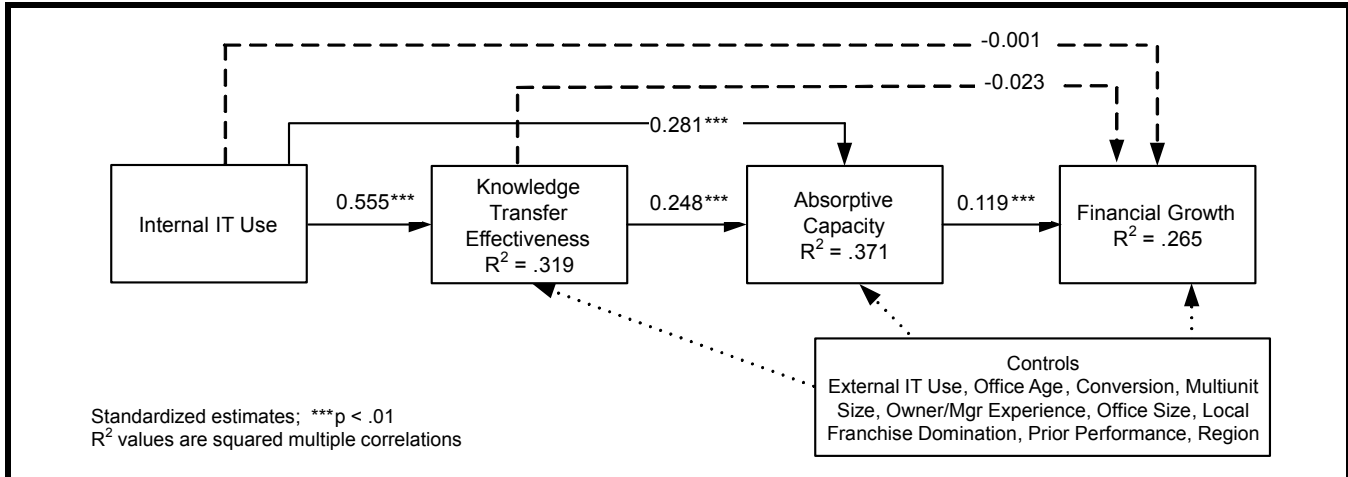 -0.001
-0.023
0.281***
Internal IT Use
0.555***
Knowledge
Transfer
Effectiveness
R² = .319
0.248***
Absorptive
Capacity
R² = .371
0.119***
Financial Growth
R² = .265
Controls
External IT Use, Office Age, Conversion, Multiunit
Size, Owner/Mgr Experience, Office Size, Local
Franchise Domination, Prior Performance, Region
Standardized estimates; ***p < .01
R² values are squared multiple correlations